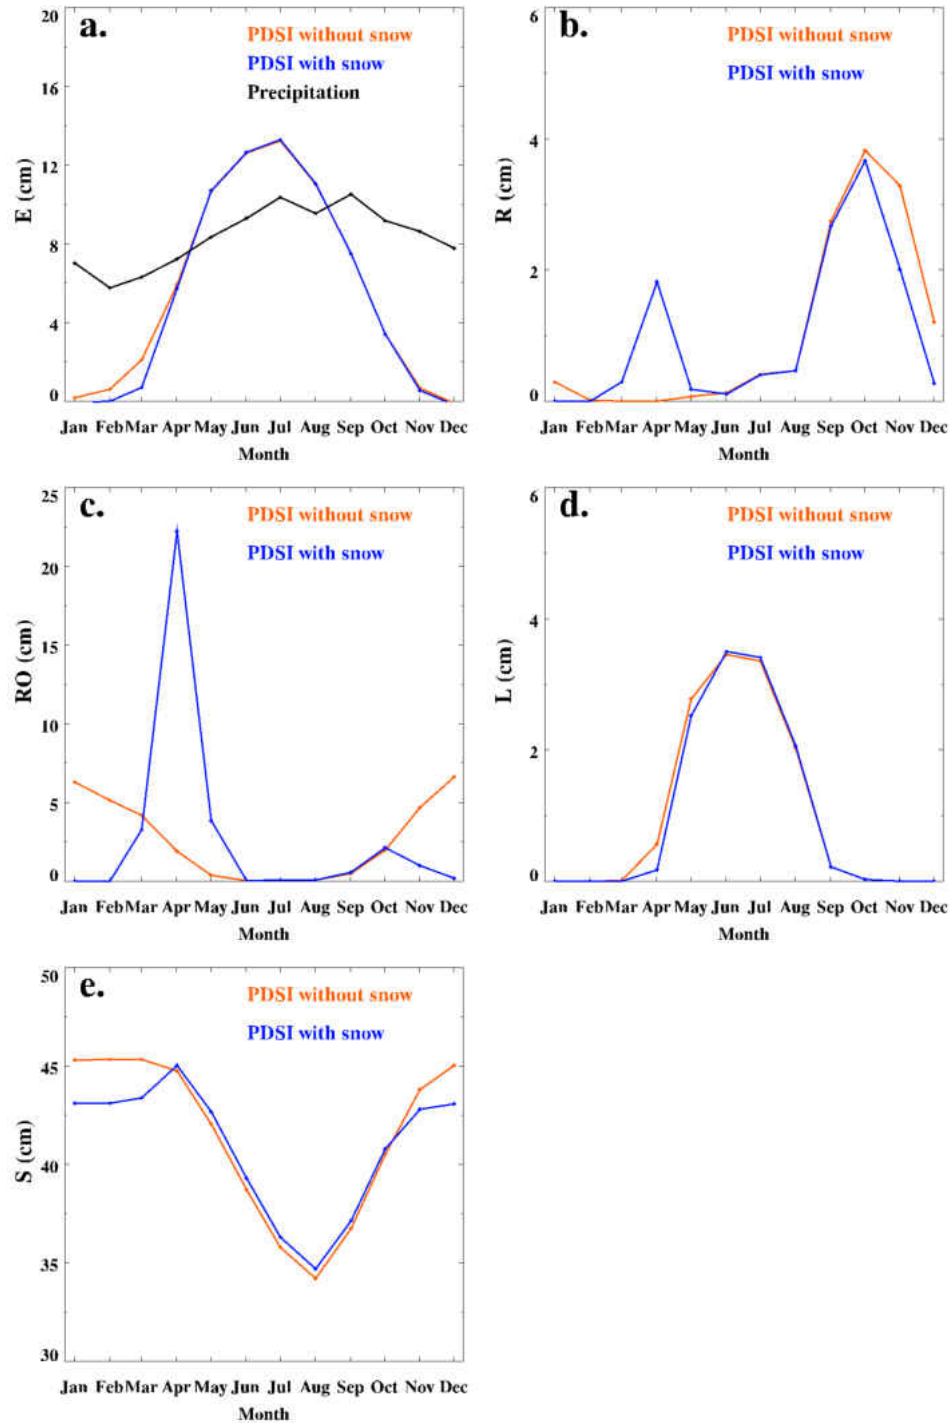 a.
PDSI without snow
PDSI with snow
Precipitation
E (cm)
20
16
12
8
4
0
Jan Feb Mar Apr May Jun Jul Aug Sep Oct Nov Dec
Month
b.
PDSI without snow
PDSI with snow
R (cm)
6
4
2
0
Jan Feb Mar Apr May Jun Jul Aug Sep Oct Nov Dec
Month
c.
PDSI without snow
PDSI with snow
RO (cm)
25
20
15
10
5
0
Jan Feb Mar Apr May Jun Jul Aug Sep Oct Nov Dec
Month
d.
PDSI without snow
PDSI with snow
L (cm)
6
4
2
0
Jan Feb Mar Apr May Jun Jul Aug Sep Oct Nov Dec
Month
e.
PDSI without snow
PDSI with snow
S (cm)
50
45
40
35
30
Jan Feb Mar Apr May Jun Jul Aug Sep Oct Nov Dec
Month